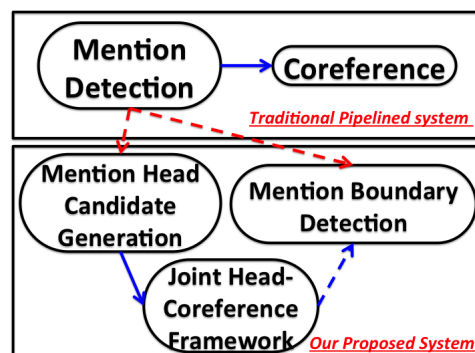 Mention
Detection
Coreference
Traditional Pipelined system
Mention Head
Candidate
Generation
Mention Boundary
Detection
Joint Head-
Coreference
Framework
Our Proposed System